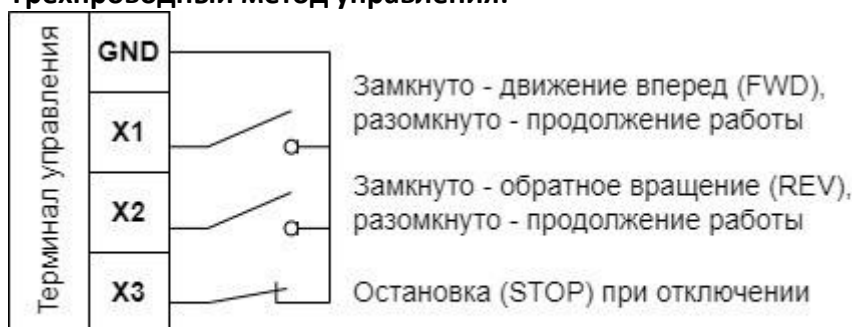 Трехпроводный метод управления:
Терминал управления
GND
X1
X2
X3
Замкнуто - движение вперед (FWD),
разомкнуто - продолжение работы
Замкнуто - обратное вращение (REV),
разомкнуто - продолжение работы
Остановка (STOP) при отключении